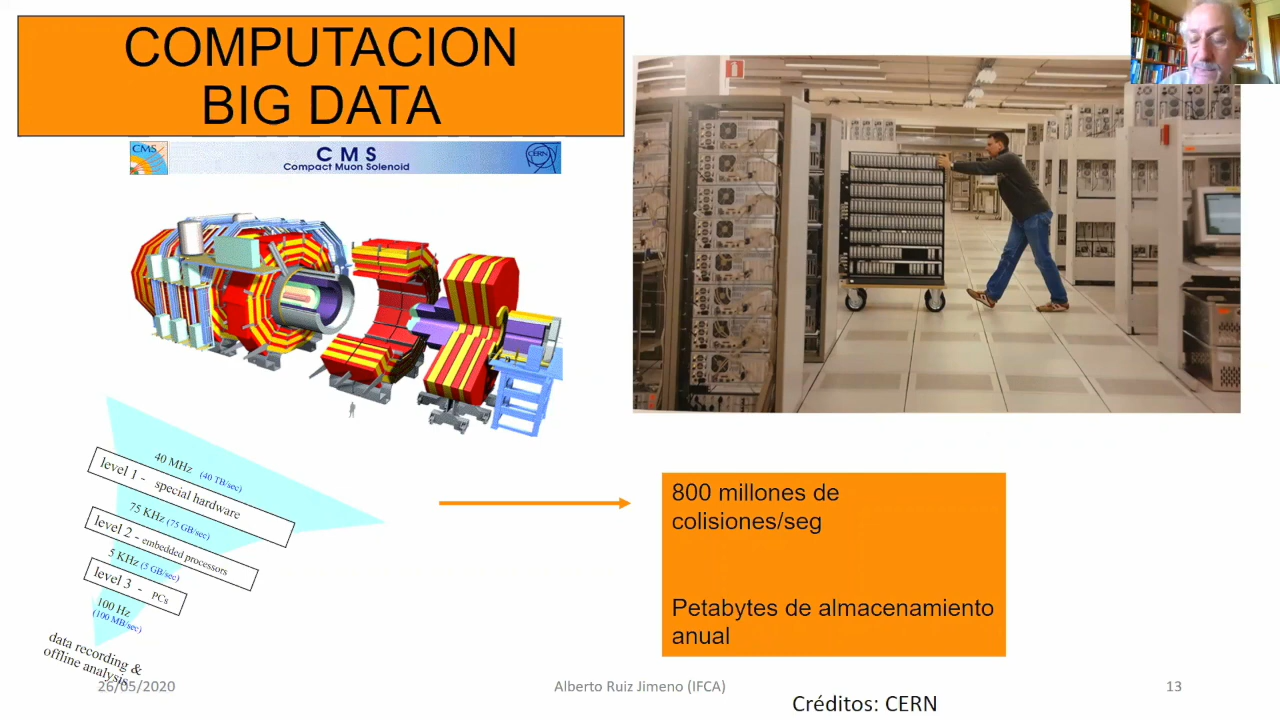 COMPUTACION
BIG DATA
CMS
C M S
Compact Muon Solenoid
CERN
40 MHz (40 TB/sec)
level 1 - special hardware
75 KHz (75 GB/sec)
level 2 - embedded processors
5 KHz (5 GB/sec)
level 3 - PCs
100 Hz
(100 MB/sec)
data recording &
offline analysis
800 millones de
colisiones/seg
Petabytes de almacenamiento
anual
26/05/2020
Alberto Ruiz Jimeno (IFCA)
13
Créditos: CERN